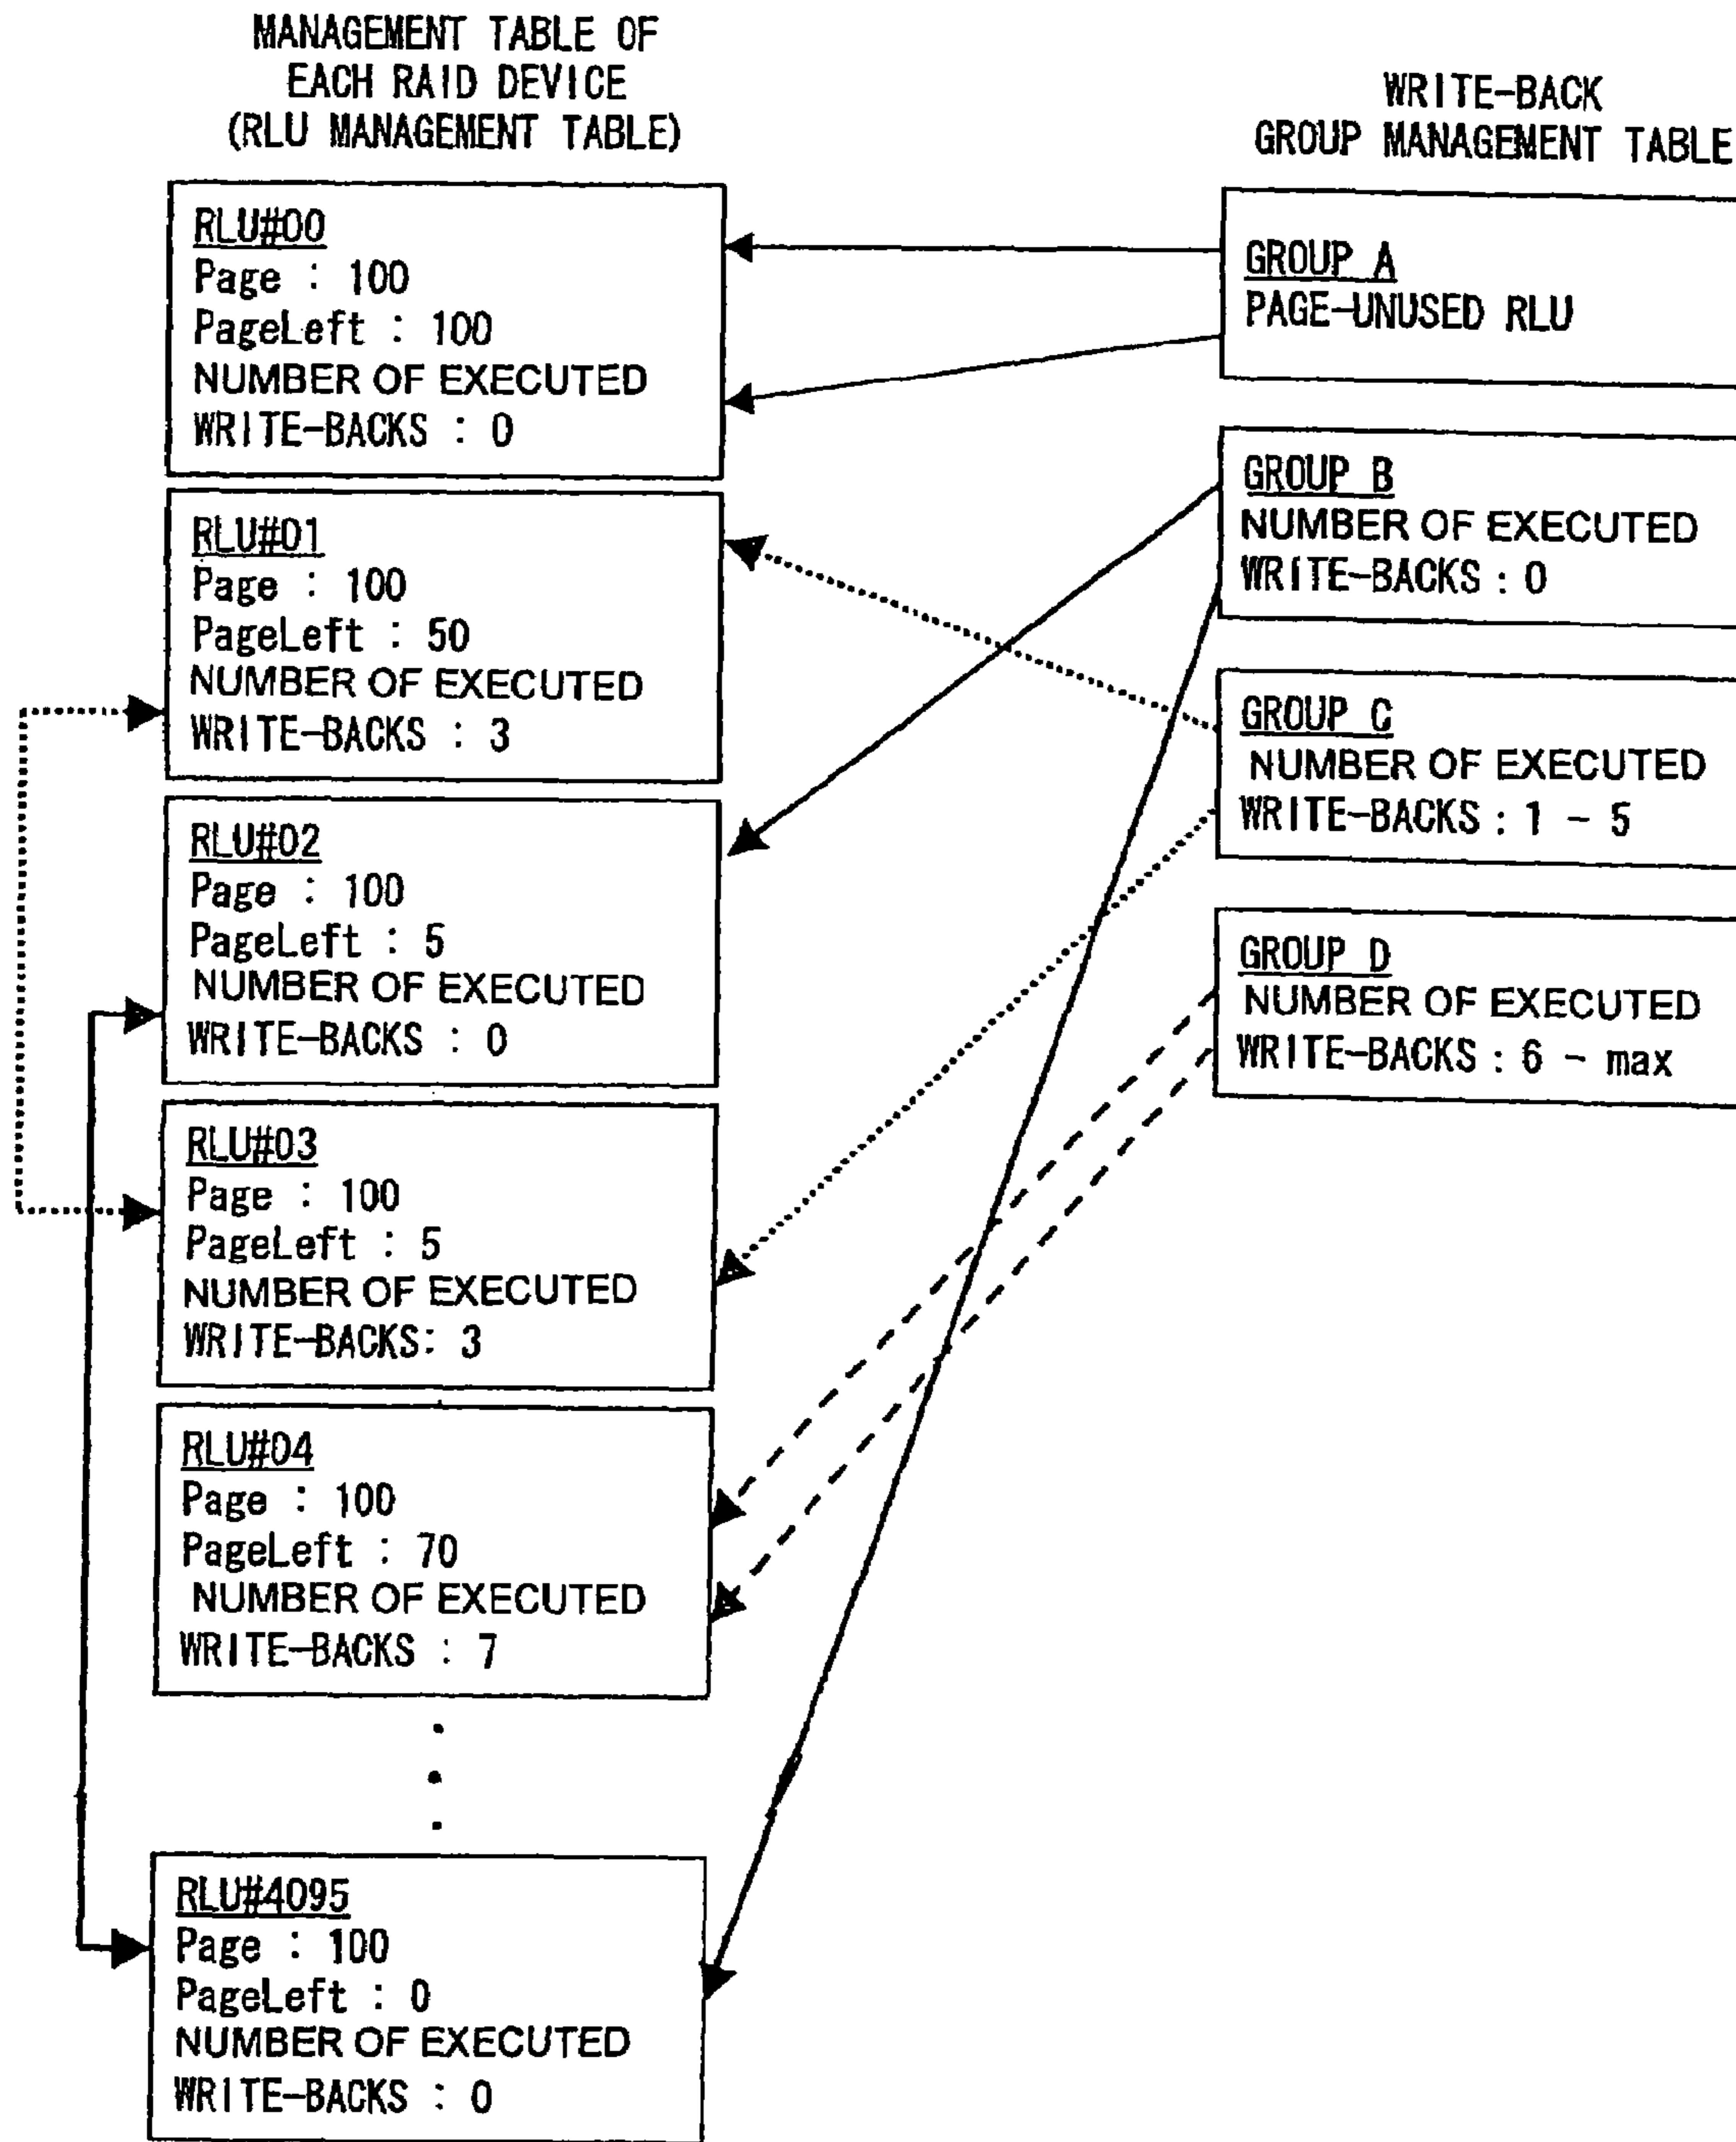 MANAGEMENT TABLE OF
EACH RAID DEVICE
(RLU MANAGEMENT TABLE)
RLU#00
Page : 100
PageLeft : 100
NUMBER OF EXECUTED
WRITE-BACKS : 0
RLU#01
Page : 100
PageLeft : 50
NUMBER OF EXECUTED
WRITE-BACKS : 3
RLU#02
Page : 100
PageLeft : 5
NUMBER OF EXECUTED
WRITE-BACKS : 0
RLU#03
Page : 100
PageLeft : 5
NUMBER OF EXECUTED
WRITE-BACKS: 3
RLU#04
Page : 100
PageLeft : 70
NUMBER OF EXECUTED
WRITE-BACKS : 7
RLU#4095
Page : 100
PageLeft : 0
NUMBER OF EXECUTED
WRITE-BACKS : 0
WRITE-BACK
GROUP MANAGEMENT TABLE
GROUP A
PAGE-UNUSED RLU
GROUP B
NUMBER OF EXECUTED
WRITE-BACKS : 0
GROUP C
NUMBER OF EXECUTED
WRITE-BACKS : 1 - 5
GROUP D
NUMBER OF EXECUTED
WRITE-BACKS : 6 - max